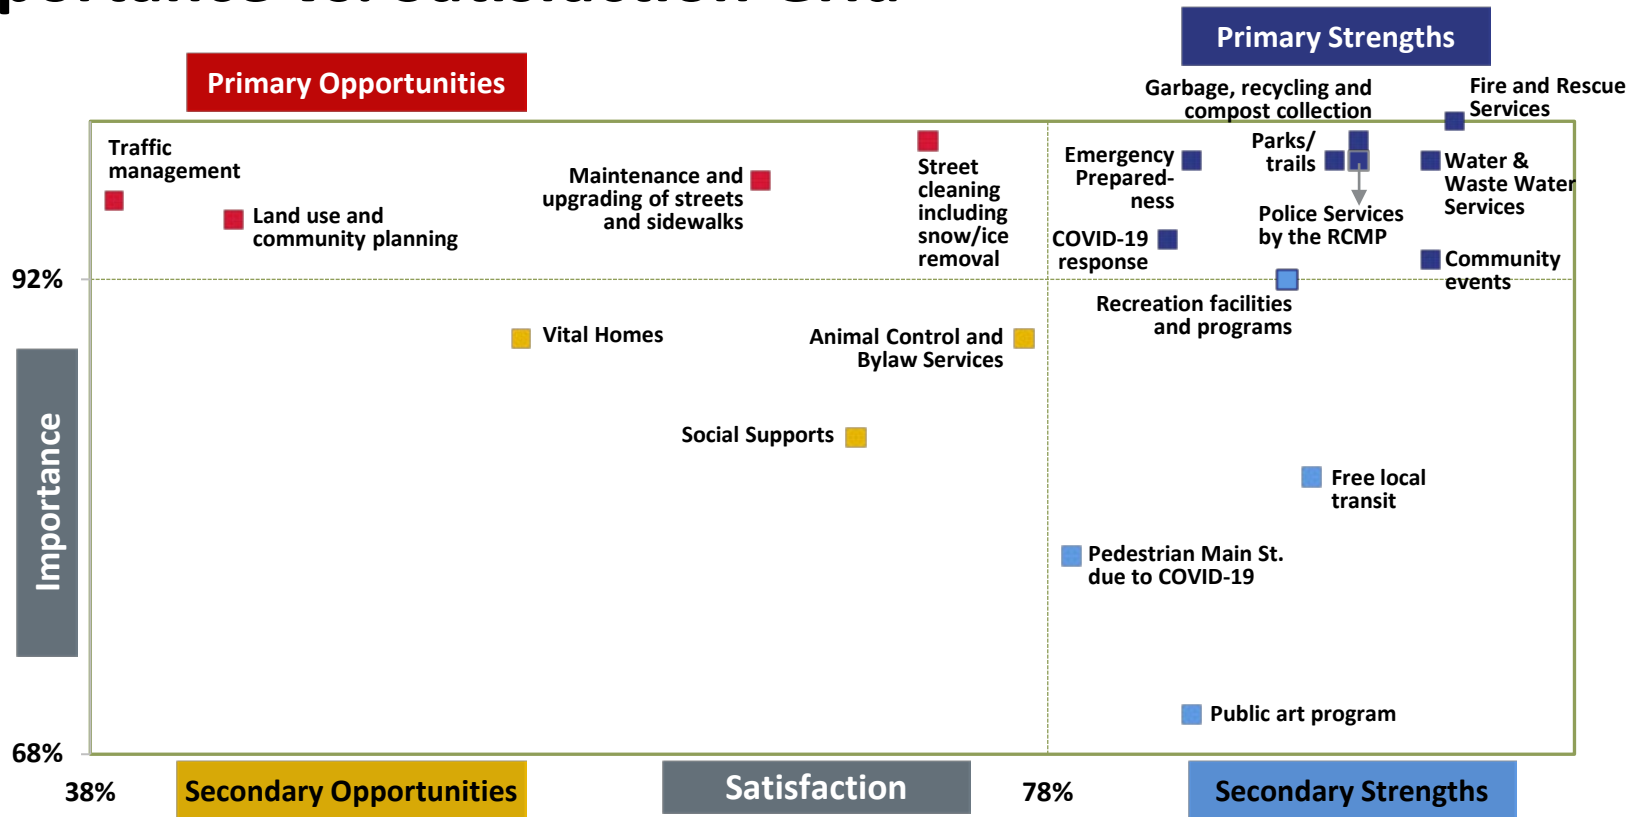 Primary Strengths
Primary Opportunities
Garbage, recycling and
compost collection
Fire and Rescue
Services
Traffic
management
Maintenance and
upgrading of streets
and sidewalks
Street
cleaning
including
snow/ice
removal
Emergency
Prepared-
ness
Parks/
trails
Water &
Waste Water
Services
Land use and
community planning
Police Services
by the RCMP
COVID-19
response
Community
events
92%
Recreation facilities
and programs
Vital Homes
Animal Control and
Bylaw Services
Importance
Social Supports
Free local
transit
Pedestrian Main St.
due to COVID-19
Public art program
68%
38%
Secondary Opportunities
Satisfaction
78%
Secondary Strengths